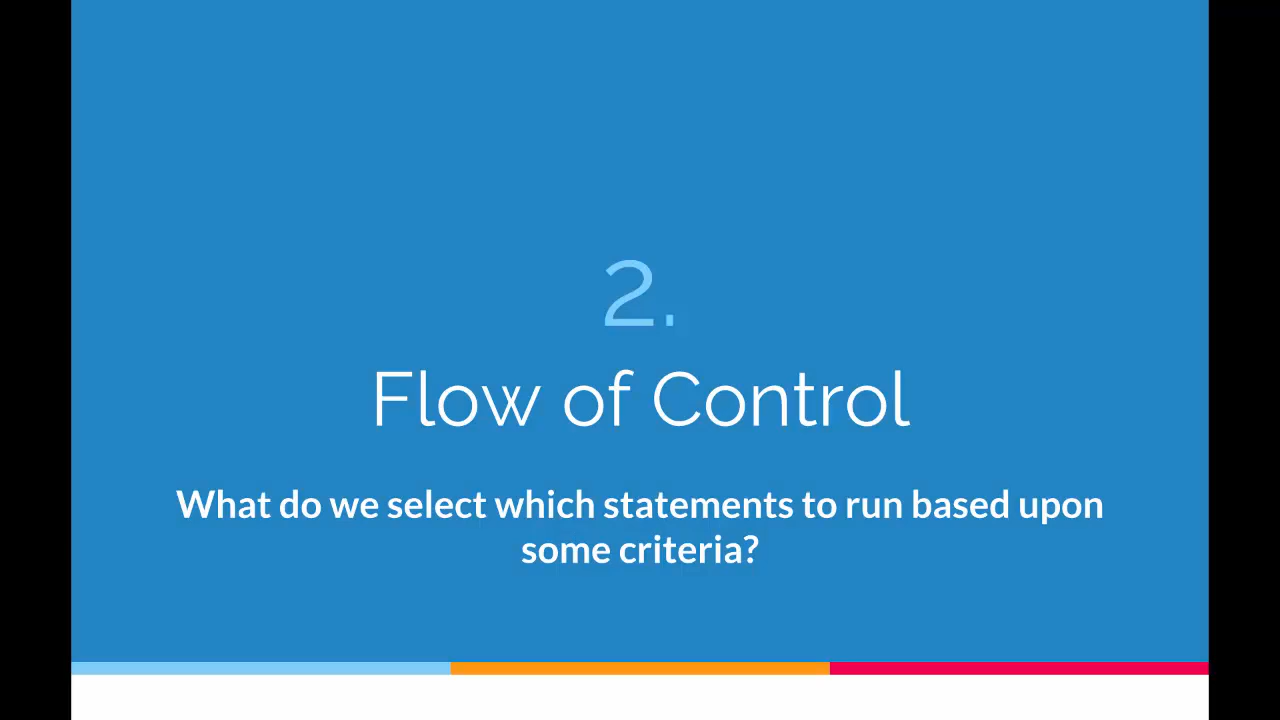 2.
Flow of Control
What do we select which statements to run based upon
some criteria?